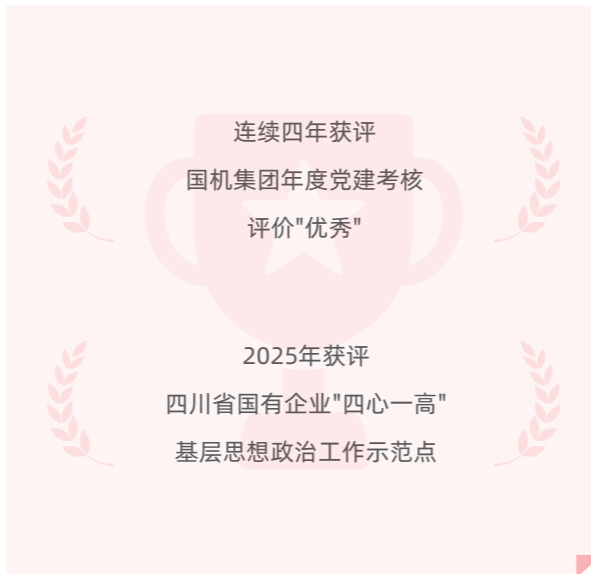 连续四年获评
国机集团年度党建考核
评价"优秀"
2025年获评
四川省国有企业"四心一高"
基层思想政治工作示范点